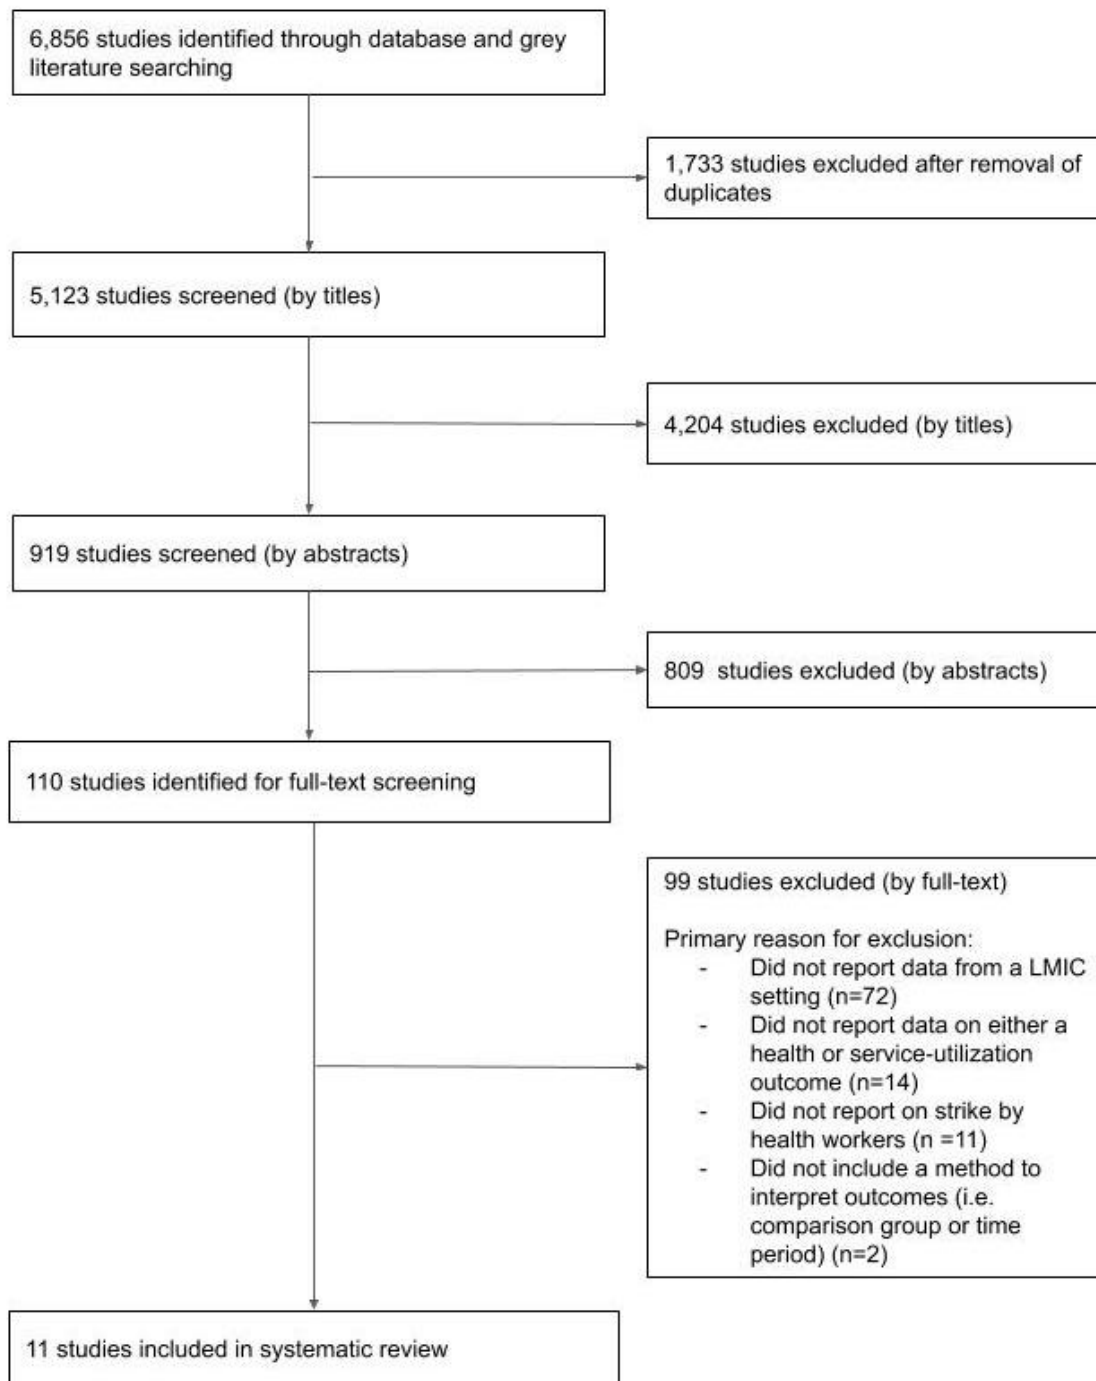 6,856 studies identified through database and grey
literature searching
1,733 studies excluded after removal of
duplicates
5,123 studies screened (by titles)
4,204 studies excluded (by titles)
919 studies screened (by abstracts)
809  studies excluded (by abstracts)
110 studies identified for full-text screening
99 studies excluded (by full-text)
Primary reason for exclusion:
- Did not report data from a LMIC
setting (n=72)
- Did not report data on either a
health or service-utilization
outcome (n=14)
- Did not report on strike by
health workers (n =11)
- Did not include a method to
interpret outcomes (i.e.
comparison group or time
period) (n=2)
11 studies included in systematic review